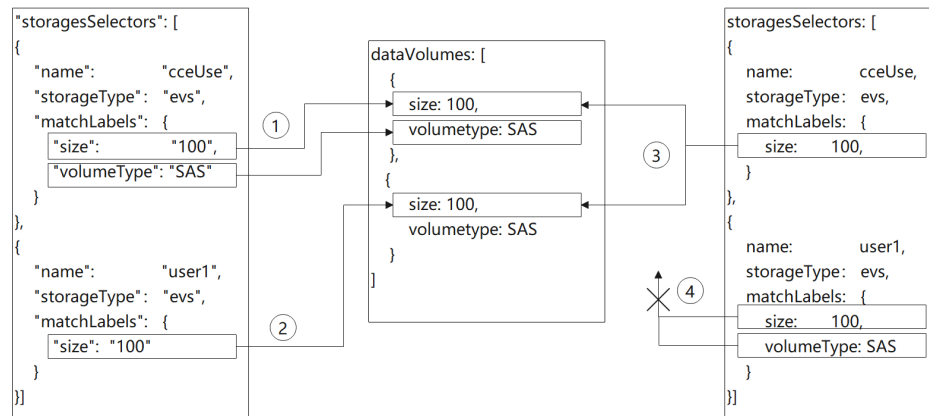 "storagesSelectors": [
{
"name": "cceUse",
"storageType": "evs",
"matchLabels": {
"size": "100",
"volumeType": "SAS"
}
},
{
"name": "user1",
"storageType": "evs",
"matchLabels": {
"size": "100"
}
}]
1
2
dataVolumes: [
{
size: 100,
volumetype: SAS
},
{
size: 100,
volumetype: SAS
}
]
3
4
storagesSelectors: [
{
name: cceUse,
storageType: evs,
matchLabels: {
size: 100,
}
},
{
name: user1,
storageType: evs,
matchLabels: {
size: 100,
volumeType: SAS
}
}]